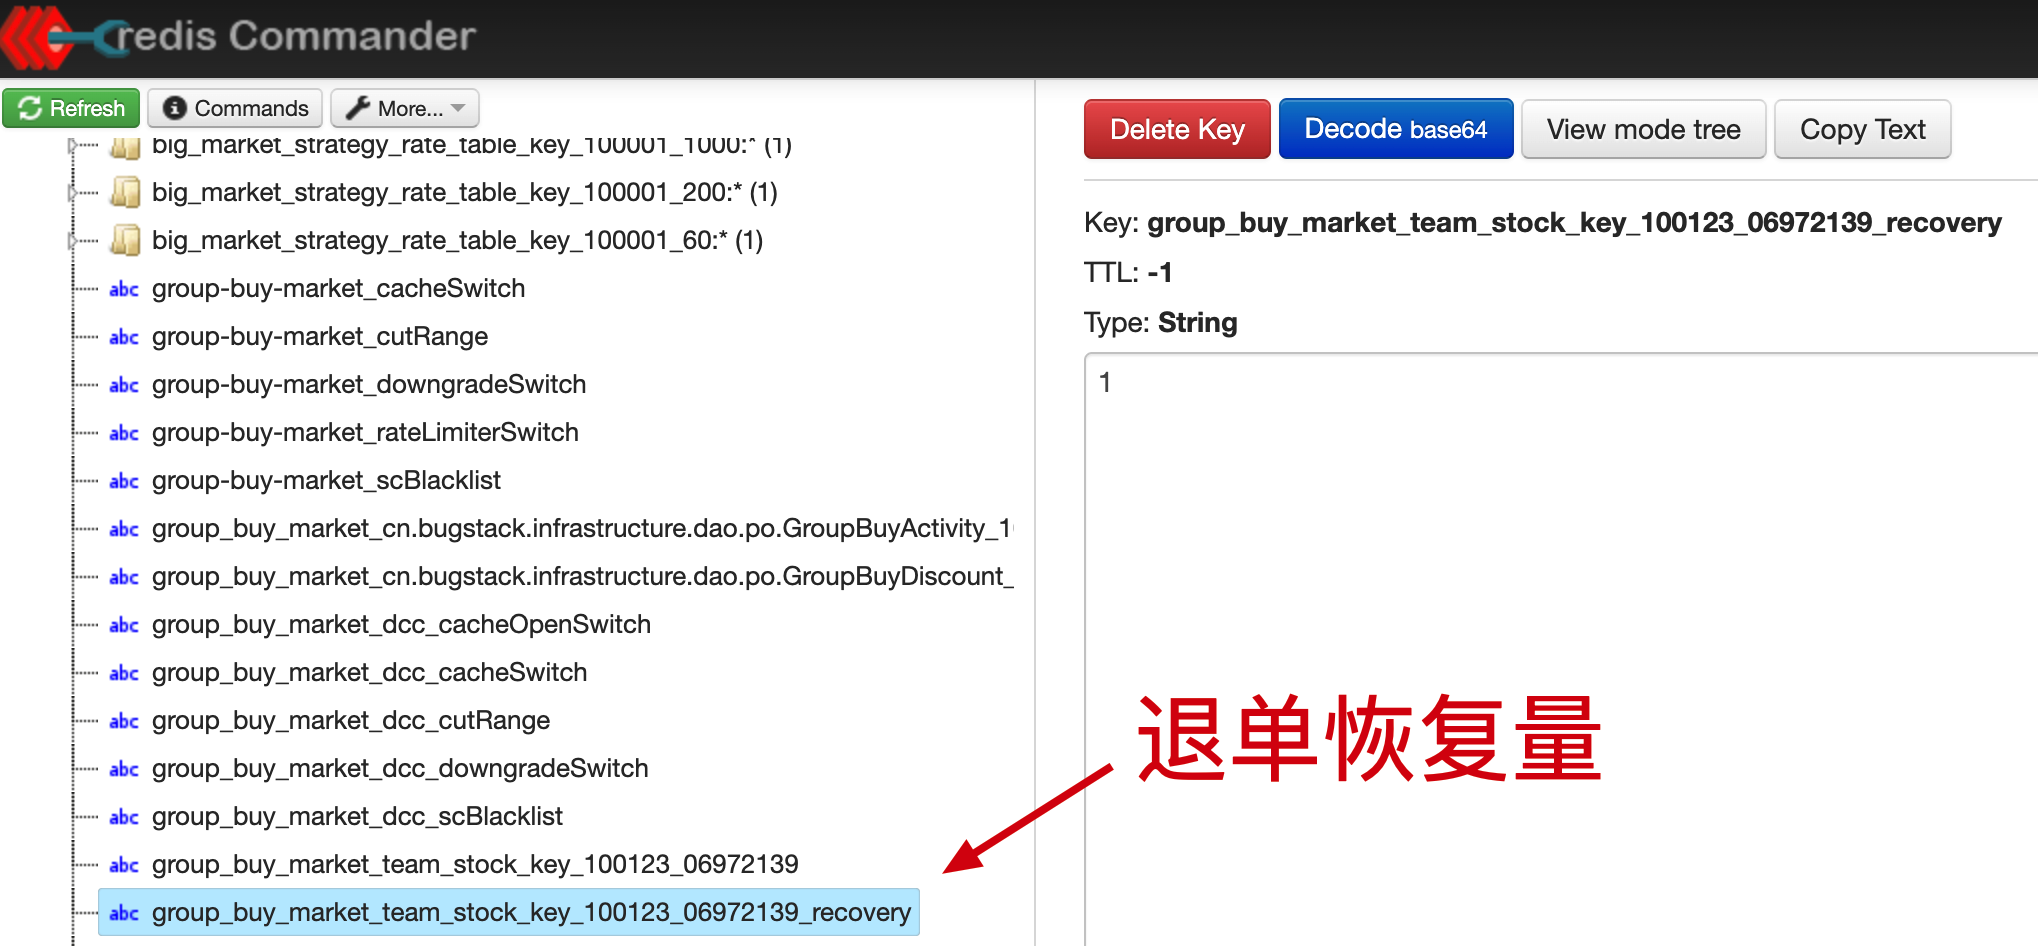 redis Commander
Refresh
Commands
More...
big_market_strategy_rate_table_key_100001_1000:* (1)
big_market_strategy_rate_table_key_100001_200:* (1)
big_market_strategy_rate_table_key_100001_60:* (1)
abc group-buy-market_cacheSwitch
abc group-buy-market_cutRange
abc group-buy-market_downgradeSwitch
abc group-buy-market_rateLimiterSwitch
abc group-buy-market_scBlacklist
abc group_buy_market_cn.bugstack.infrastructure.dao.po.GroupBuyActivity_1
abc group_buy_market_cn.bugstack.infrastructure.dao.po.GroupBuyDiscount_
abc group_buy_market_dcc_cacheOpenSwitch
abc group_buy_market_dcc_cacheSwitch
abc group_buy_market_dcc_cutRange
abc group_buy_market_dcc_downgradeSwitch
abc group_buy_market_dcc_scBlacklist
abc group_buy_market_team_stock_key_100123_06972139
abc group_buy_market_team_stock_key_100123_06972139_recovery
Delete Key
Decode base64
View mode tree
Copy Text
Key: group_buy_market_team_stock_key_100123_06972139_recovery
TTL: -1
Type: String
1
退单恢复量